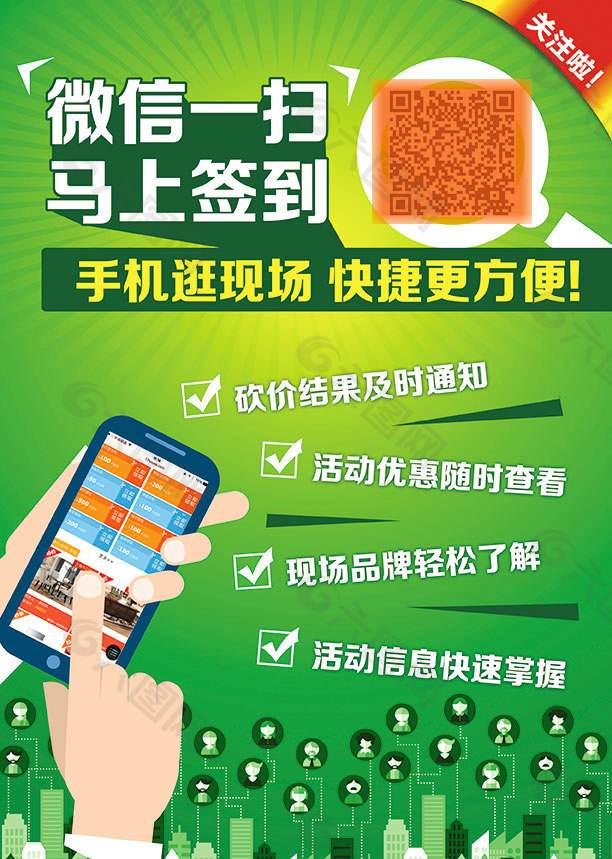 关注啦!
微信一扫
马上签到
手机逛现场 快捷更方便!
砍价结果及时通知
活动优惠随时查看
现场品牌轻松了解
活动信息快速掌握